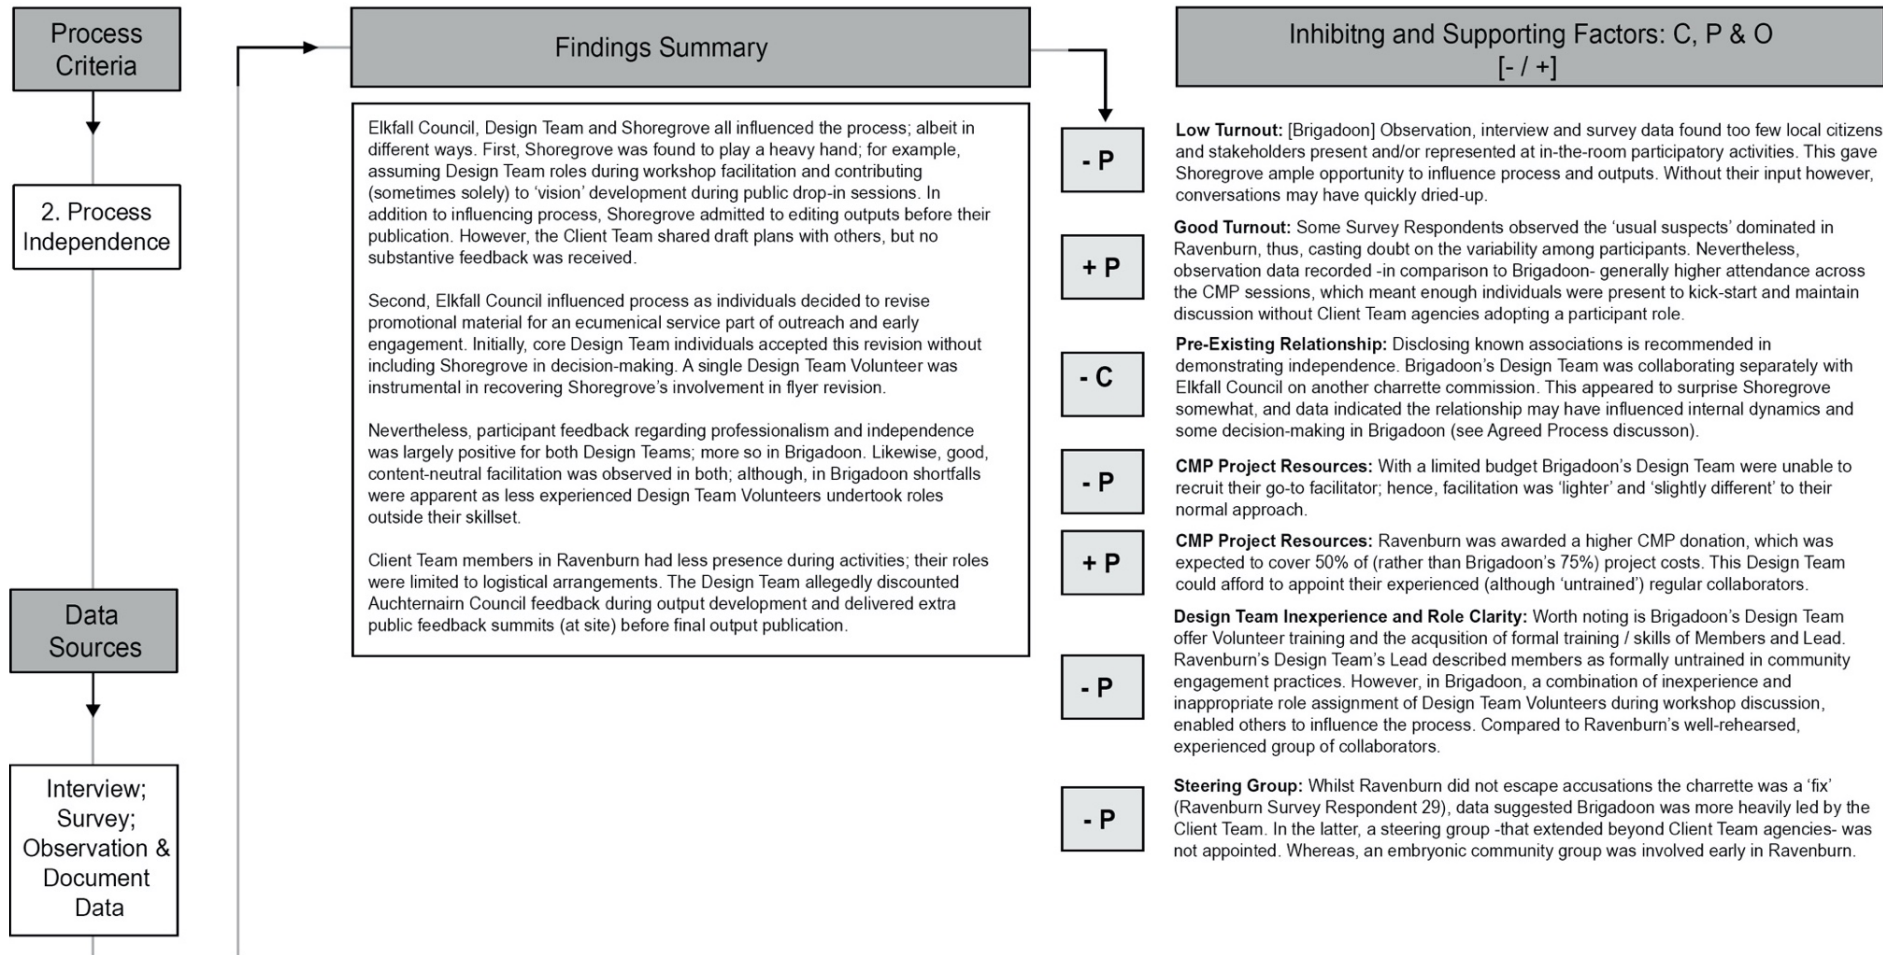 Process
Criteria
2. Process
Independence
Data
Sources
Interview;
Survey;
Observation &
Document
Data
Findings Summary
Elkfall Council, Design Team and Shoregrove all influenced the process; albeit in
different ways. First, Shoregrove was found to play a heavy hand; for example,
assuming Design Team roles during workshop facilitation and contributing
(sometimes solely) to ‘vision’ development during public drop-in sessions. In
addition to influencing process, Shoregrove admitted to editing outputs before their
publication. However, the Client Team shared draft plans with others, but no
substantive feedback was received.
Second, Elkfall Council influenced process as individuals decided to revise
promotional material for an ecumenical service part of outreach and early
engagement. Initially, core Design Team individuals accepted this revision without
including Shoregrove in decision-making. A single Design Team Volunteer was
instrumental in recovering Shoregrove’s involvement in flyer revision.
Nevertheless, participant feedback regarding professionalism and independence
was largely positive for both Design Teams; more so in Brigadoon. Likewise, good,
content-neutral facilitation was observed in both; although, in Brigadoon shortfalls
were apparent as less experienced Design Team Volunteers undertook roles
outside their skillset.
Client Team members in Ravenburn had less presence during activities; their roles
were limited to logistical arrangements. The Design Team allegedly discounted
Auchternairn Council feedback during output development and delivered extra
public feedback summits (at site) before final output publication.
Inhibitng and Supporting Factors: C, P & O
[- / +]
- P
Low Turnout: [Brigadoon] Observation, interview and survey data found too few local citizens
and stakeholders present and/or represented at in-the-room participatory activities. This gave
Shoregrove ample opportunity to influence process and outputs. Without their input however,
conversations may have quickly dried-up.
+ P
Good Turnout: Some Survey Respondents observed the ‘usual suspects’ dominated in
Ravenburn, thus, casting doubt on the variability among participants. Nevertheless,
observation data recorded -in comparison to Brigadoon- generally higher attendance across
the CMP sessions, which meant enough individuals were present to kick-start and maintain
discussion without Client Team agencies adopting a participant role.
- C
Pre-Existing Relationship: Disclosing known associations is recommended in
demonstrating independence. Brigadoon’s Design Team was collaborating separately with
Elkfall Council on another charrette commission. This appeared to surprise Shoregrove
somewhat, and data indicated the relationship may have influenced internal dynamics and
some decision-making in Brigadoon (see Agreed Process discusson).
- P
CMP Project Resources: With a limited budget Brigadoon’s Design Team were unable to
recruit their go-to facilitator; hence, facilitation was ‘lighter’ and ‘slightly different’ to their
normal approach.
+ P
CMP Project Resources: Ravenburn was awarded a higher CMP donation, which was
expected to cover 50% of (rather than Brigadoon’s 75%) project costs. This Design Team
could afford to appoint their experienced (although ‘untrained’) regular collaborators.
- P
Design Team Inexperience and Role Clarity: Worth noting is Brigadoon’s Design Team
offer Volunteer training and the acqusition of formal training / skills of Members and Lead.
Ravenburn’s Design Team’s Lead described members as formally untrained in community
engagement practices. However, in Brigadoon, a combination of inexperience and
inappropriate role assignment of Design Team Volunteers during workshop discussion,
enabled others to influence the process. Compared to Ravenburn’s well-rehearsed,
experienced group of collaborators.
- P
Steering Group: Whilst Ravenburn did not escape accusations the charrette was a ‘fix’
(Ravenburn Survey Respondent 29), data suggested Brigadoon was more heavily led by the
Client Team. In the latter, a steering group -that extended beyond Client Team agencies- was
not appointed. Whereas, an embryonic community group was involved early in Ravenburn.